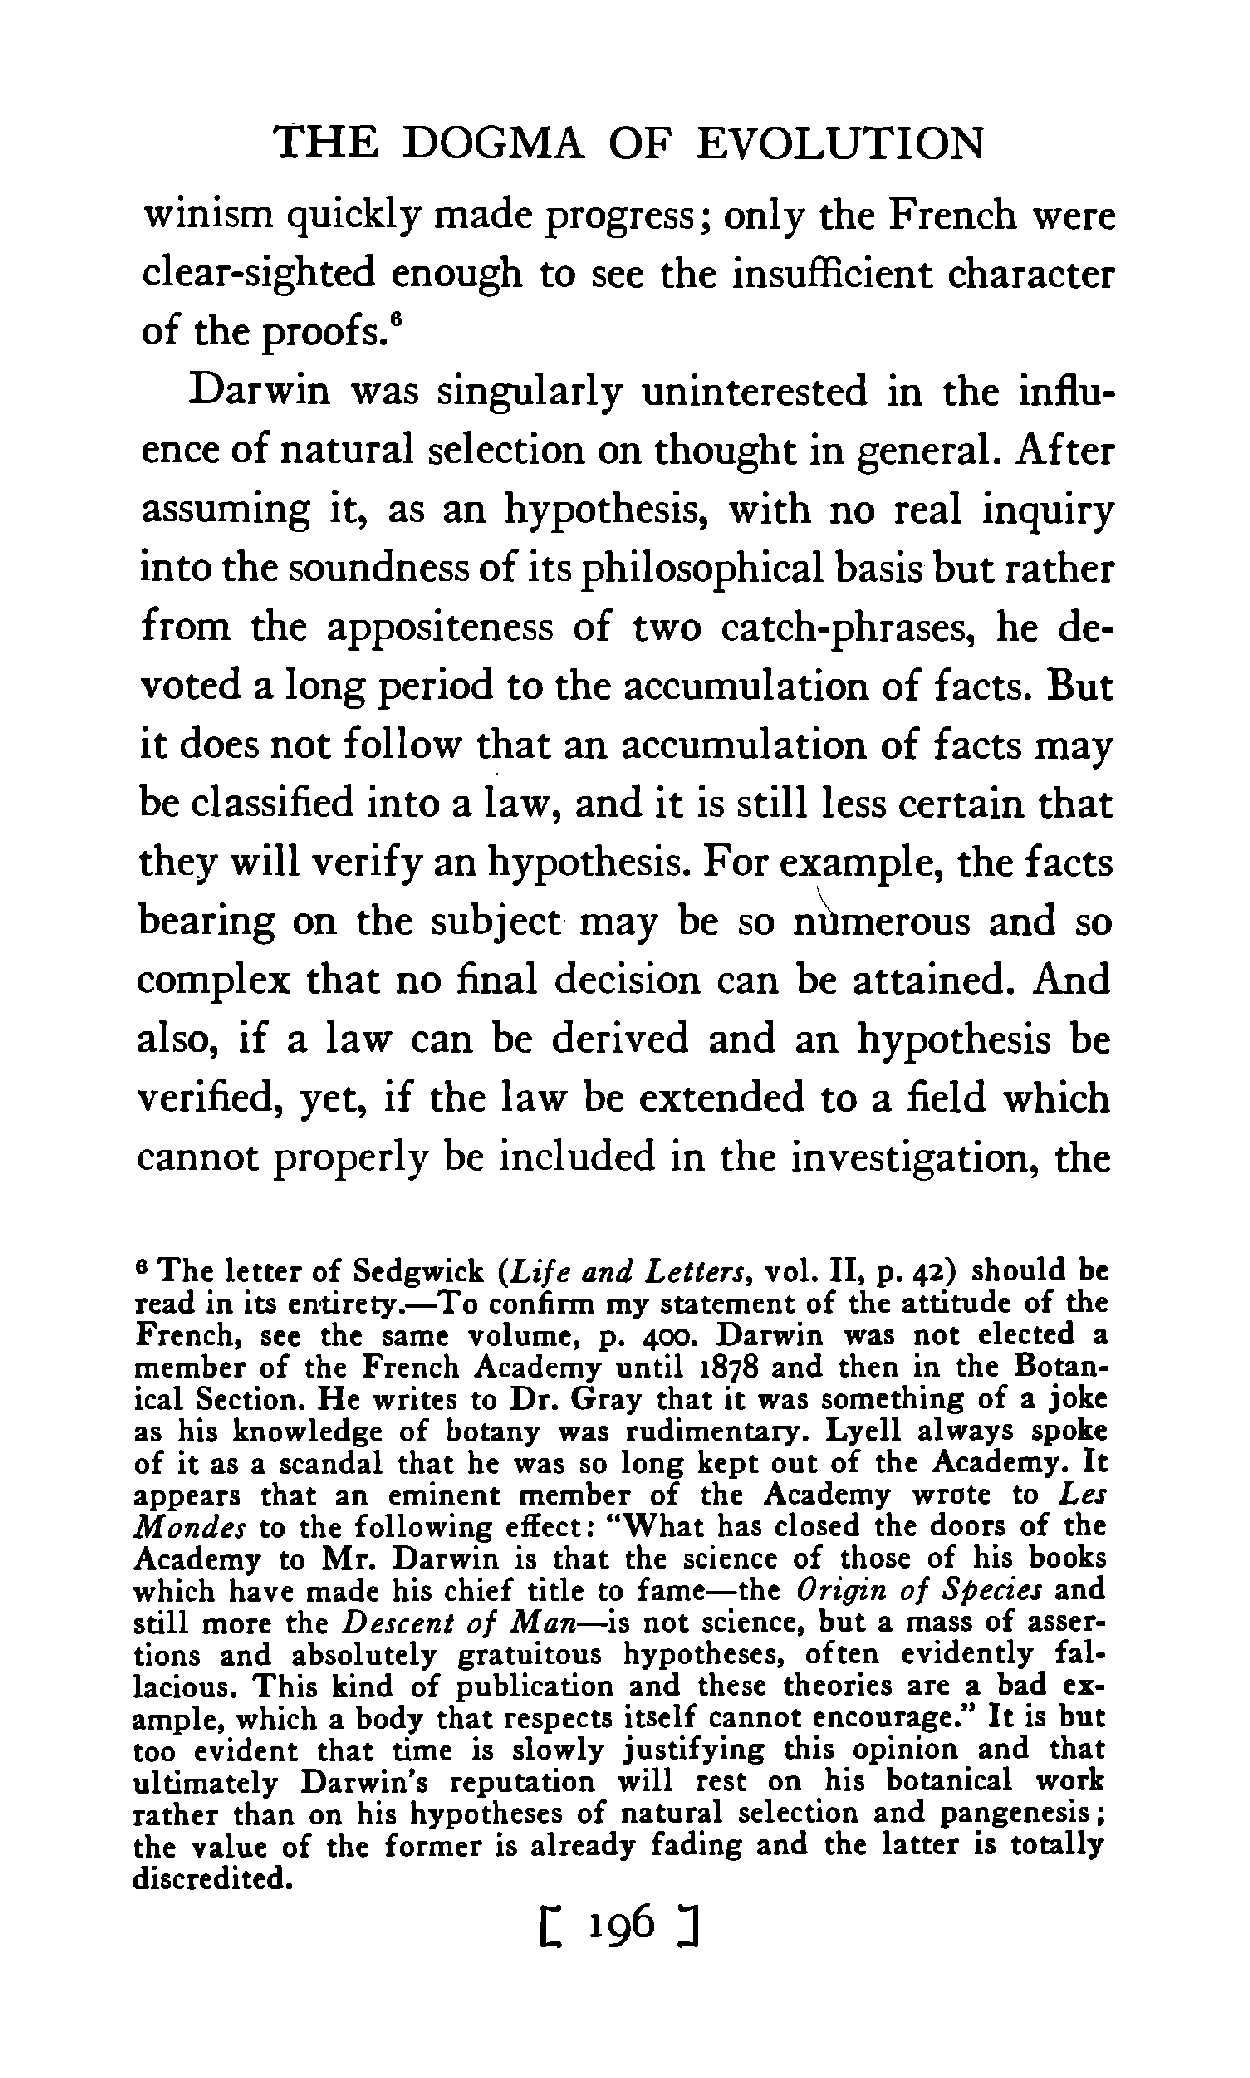 THE DOGMA OF EVOLUTION
winism quickly made progress; only the French were
clear-sighted enough to see the insufficient character
of the proofs.⁶
Darwin was singularly uninterested in the influ-
ence of natural selection on thought in general. After
assuming it, as an hypothesis, with no real inquiry
into the soundness of its philosophical basis but rather
from the appositeness of two catch-phrases, he de-
voted a long period to the accumulation of facts. But
it does not follow that an accumulation of facts may
be classified into a law, and it is still less certain that
they will verify an hypothesis. For example, the facts
bearing on the subject may be so numerous and so
complex that no final decision can be attained. And
also, if a law can be derived and an hypothesis be
verified, yet, if the law be extended to a field which
cannot properly be included in the investigation, the
⁶ The letter of Sedgwick (Life and Letters, vol. II, p. 42) should be
read in its entirety.—To confirm my statement of the attitude of the
French, see the same volume, p. 400. Darwin was not elected a
member of the French Academy until 1878 and then in the Botan-
ical Section. He writes to Dr. Gray that it was something of a joke
as his knowledge of botany was rudimentary. Lyell always spoke
of it as a scandal that he was so long kept out of the Academy. It
appears that an eminent member of the Academy wrote to Les
Mondes to the following effect: "What has closed the doors of the
Academy to Mr. Darwin is that the science of those of his books
which have made his chief title to fame—the Origin of Species and
still more the Descent of Man—is not science, but a mass of asser-
tions and absolutely gratuitous hypotheses, often evidently fal-
lacious. This kind of publication and these theories are a bad ex-
ample, which a body that respects itself cannot encourage." It is but
too evident that time is slowly justifying this opinion and that
ultimately Darwin's reputation will rest on his botanical work
rather than on his hypotheses of natural selection and pangenesis;
the value of the former is already fading and the latter is totally
discredited.
[ 196 ]